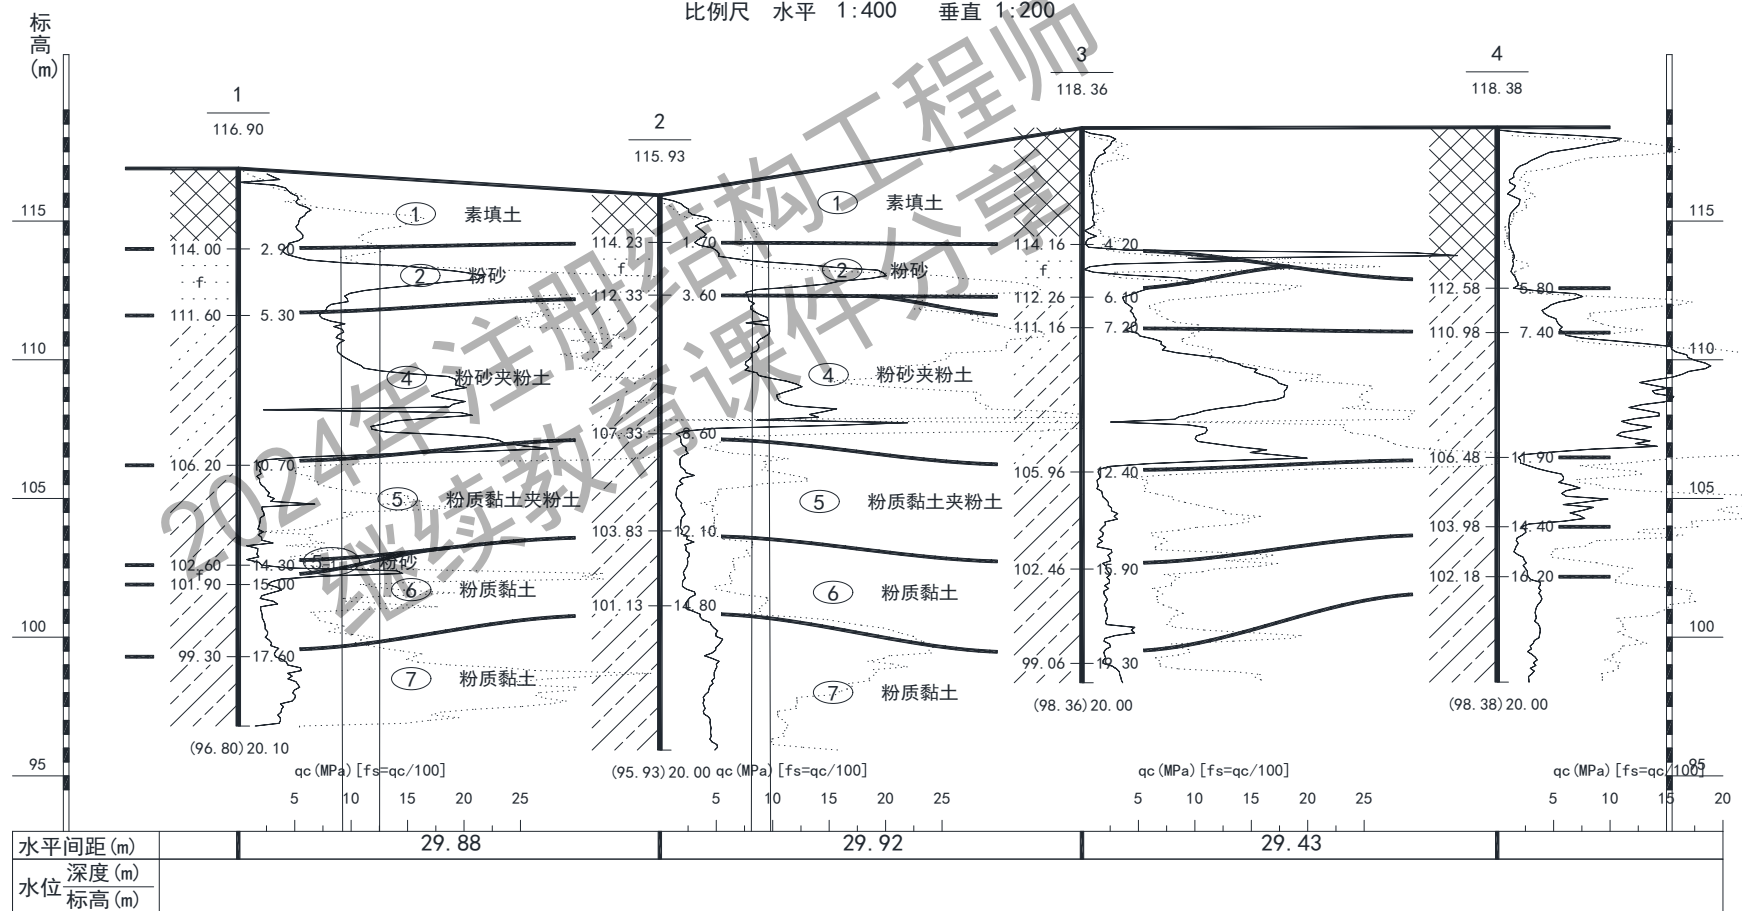 比例尺 水平 1:400 垂直 1:200
标高(m)
1
116.90
2
115.93
3
118.36
4
118.38
115
110
105
100
95
115
110
105
100
95
114.00 2.90
f
111.60 5.30
106.20 10.70
102.60 14.30
f
101.90 15.00
99.30 17.60
(96.80)20.10
① 素填土
② 粉砂
④ 粉砂夹粉土
⑤ 粉质黏土夹粉土
5-1 粉砂
⑥ 粉质黏土
⑦ 粉质黏土
114.23 1.70
f
112.33 3.60
107.33 8.60
103.83 12.10
101.13 14.80
(95.93)20.00
① 素填土
② 粉砂
④ 粉砂夹粉土
⑤ 粉质黏土夹粉土
⑥ 粉质黏土
⑦ 粉质黏土
114.16 4.20
f
112.26 6.10
111.16 7.20
105.96 12.40
102.46 15.90
99.06 19.30
(98.36)20.00
112.58 5.80
110.98 7.40
106.48 11.90
103.98 14.40
102.18 16.20
(98.38)20.00
qc(MPa)[fs=qc/100]
5 10 15 20 25
qc(MPa)[fs=qc/100]
5 10 15 20 25
qc(MPa)[fs=qc/100]
5 10 15 20 25
qc(MPa)[fs=qc/100]
5 10 15 20
水平间距(m) 29.88 29.92 29.43
水位 深度(m)
标高(m)
2024年注册结构工程师
继续教育课件分享